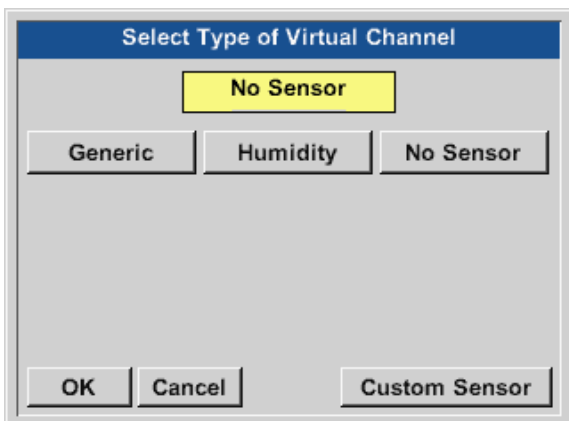 Select Type of Virtual Channel
No Sensor
Generic Humidity No Sensor
OK Cancel Custom Sensor